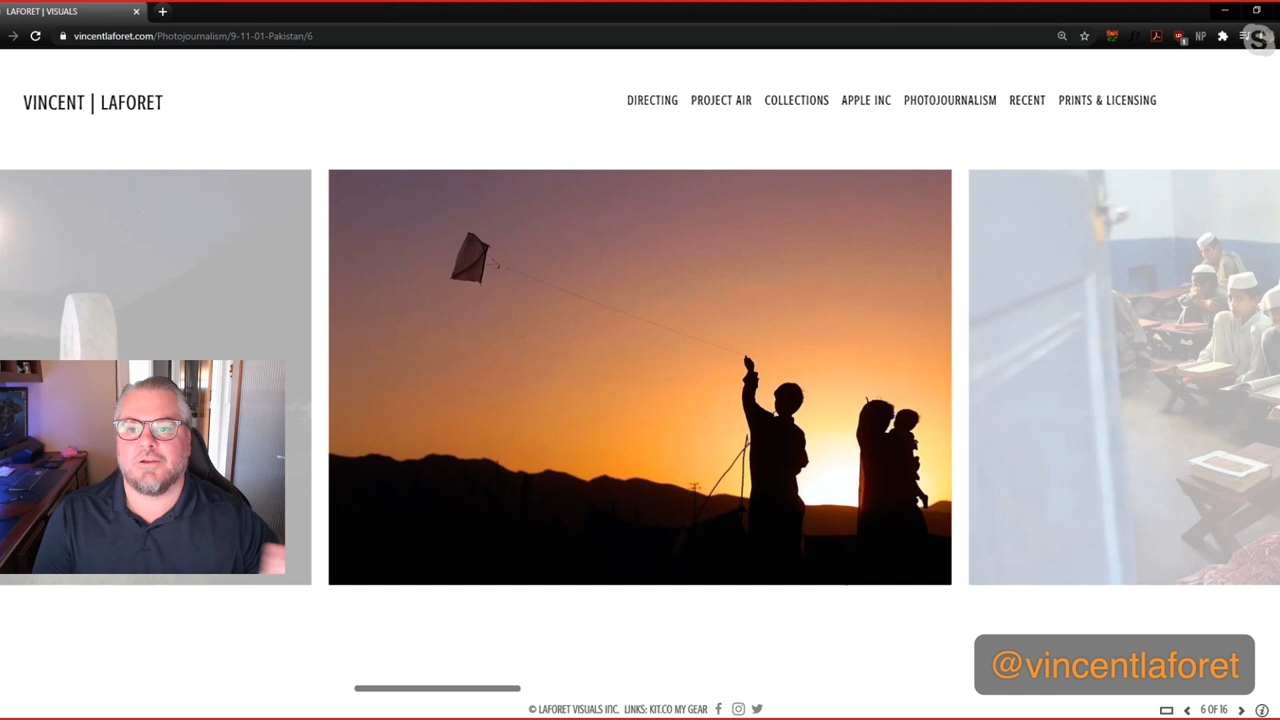 LAFORET | VISUALS
vincentlaforet.com/Photojournalism/9-11-01-Pakistan/6
NP
VINCENT | LAFORET
DIRECTING PROJECT AIR COLLECTIONS APPLE INC PHOTOJOURNALISM RECENT PRINTS & LICENSING
@vincentlaforet
© LAFORET VISUALS INC. LINKS: KIT.CO MY GEAR
6 OF 16